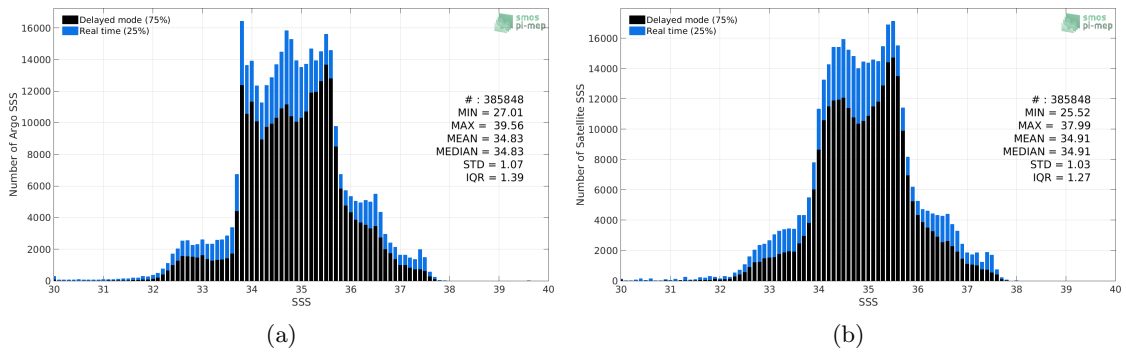 Delayed mode (75%)
Real time (25%)
smos
pi-mep
16000
14000
12000
10000
8000
6000
4000
2000
0
Number of Argo SSS
# : 385848
MIN = 27.01
MAX = 39.56
MEAN = 34.83
MEDIAN = 34.83
STD = 1.07
IQR = 1.39
30 31 32 33 34 35 36 37 38 39 40
SSS
(a)
Delayed mode (75%)
Real time (25%)
smos
pi-mep
16000
14000
12000
10000
8000
6000
4000
2000
0
Number of Satellite SSS
# : 385848
MIN = 25.52
MAX = 37.99
MEAN = 34.91
MEDIAN = 34.91
STD = 1.03
IQR = 1.27
30 31 32 33 34 35 36 37 38 39 40
SSS
(b)